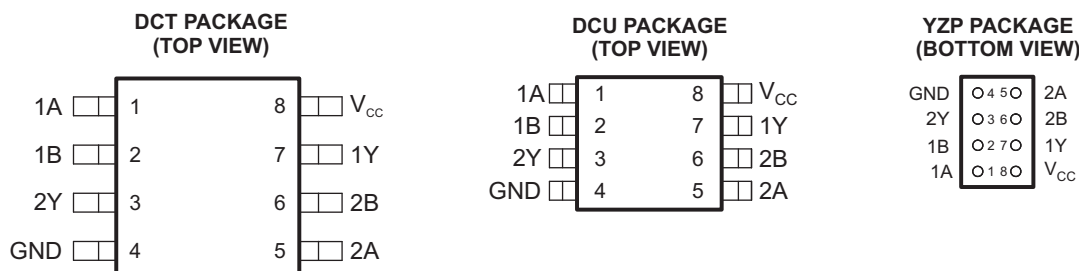 DCT PACKAGE
(TOP VIEW)
1A 1 8 VCC
1B 2 7 1Y
2Y 3 6 2B
GND 4 5 2A
DCU PACKAGE
(TOP VIEW)
1A 1 8 VCC
1B 2 7 1Y
2Y 3 6 2B
GND 4 5 2A
YZP PACKAGE
(BOTTOM VIEW)
GND 4 5 2A
2Y 3 6 2B
1B 2 7 1Y
1A 1 8 VCC